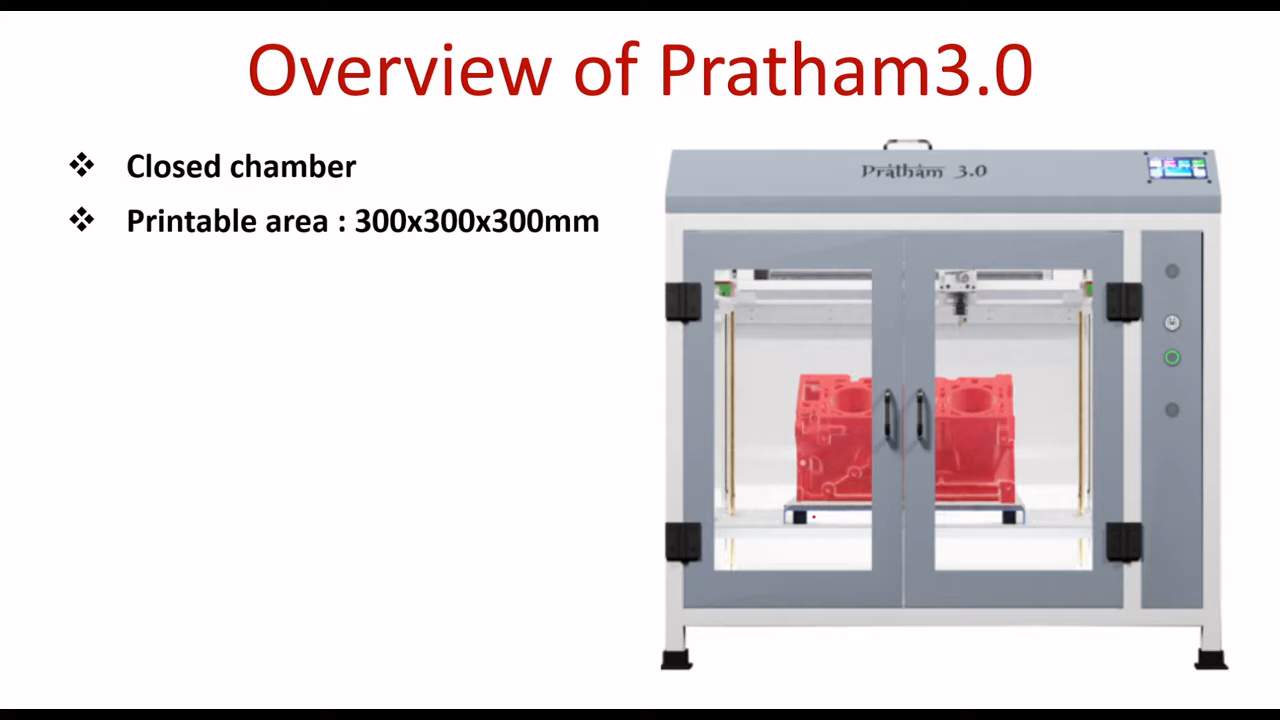 Overview of Pratham3.0
❖ Closed chamber
❖ Printable area : 300x300x300mm
Pratham 3.0